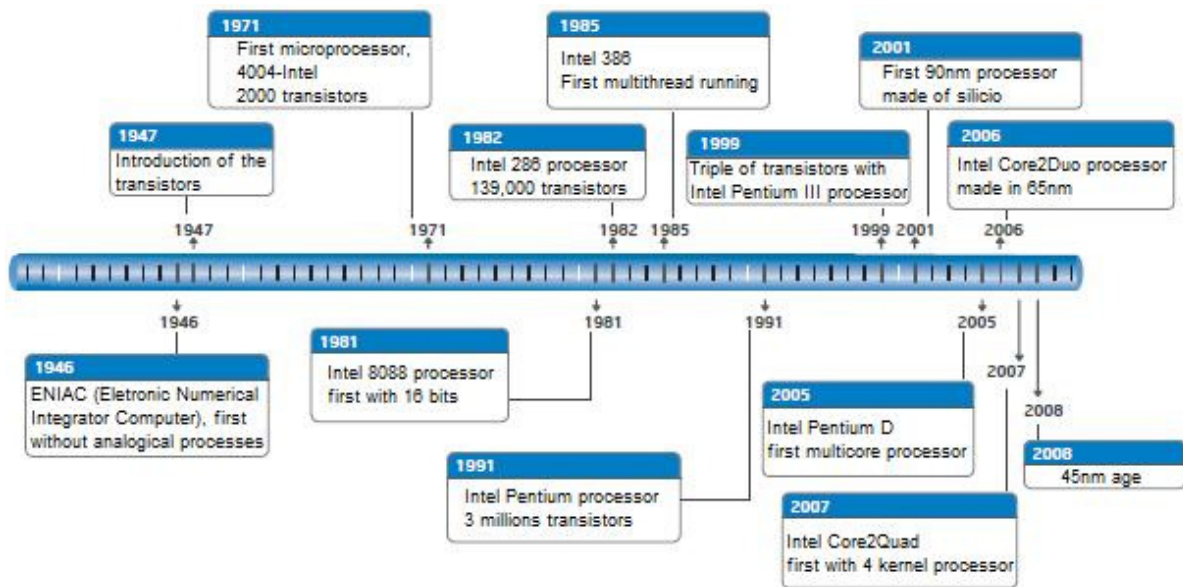 1971
First microprocessor,
4004-Intel
2000 transistors
1985
Intel 386
First multithread running
2001
First 90nm processor
made of silicio
1947
Introduction of the
transistors
1982
Intel 286 processor
139,000 transistors
1999
Triple of transistors with
Intel Pentium III processor
2006
Intel Core2Duo processor
made in 65nm
1947
1971
1982
1985
1999
2001
2006
1946
1981
1991
2005
2007
2008
1946
ENIAC (Eletronic Numerical
Integrator Computer), first
without analogical processes
1981
Intel 8088 processor
first with 16 bits
1991
Intel Pentium processor
3 millions transistors
2005
Intel Pentium D
first multicore processor
2007
Intel Core2Quad
first with 4 kernel processor
2008
45nm age